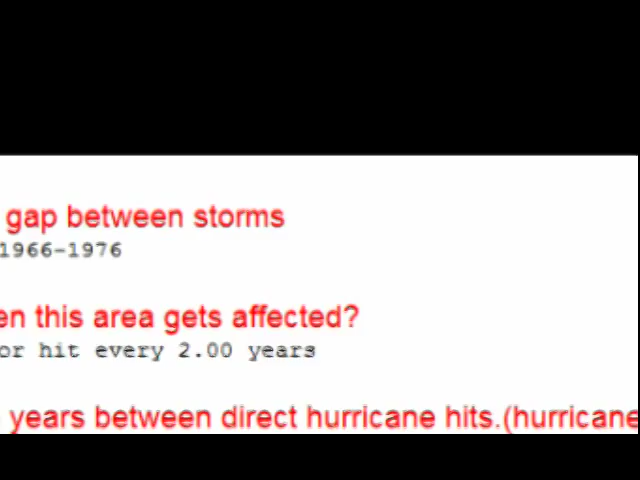 gap between storms
1966-1976
en this area gets affected?
or hit every 2.00 years
years between direct hurricane hits.(hurricane